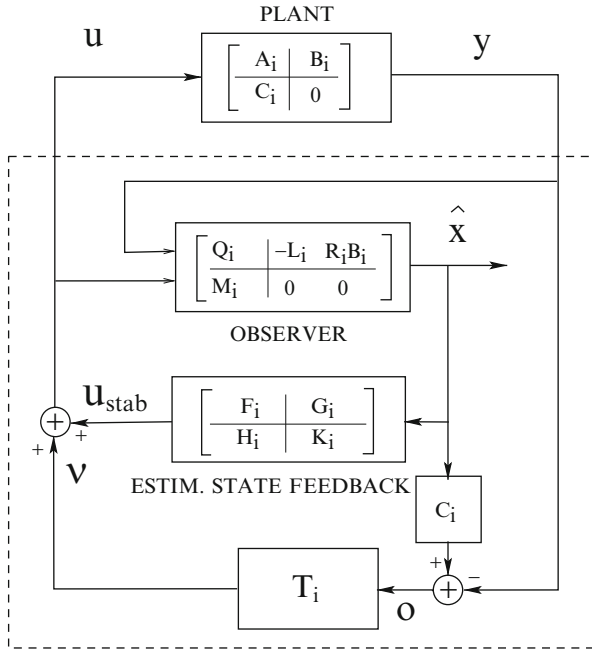 PLANT
u
y
A_i B_i
C_i 0
x̂
Q_i -L_i R_iB_i
M_i 0 0
OBSERVER
u_stab
F_i G_i
H_i K_i
+
+ +
ν
ESTIM. STATE FEEDBACK
C_i
+ −
T_i
o
+